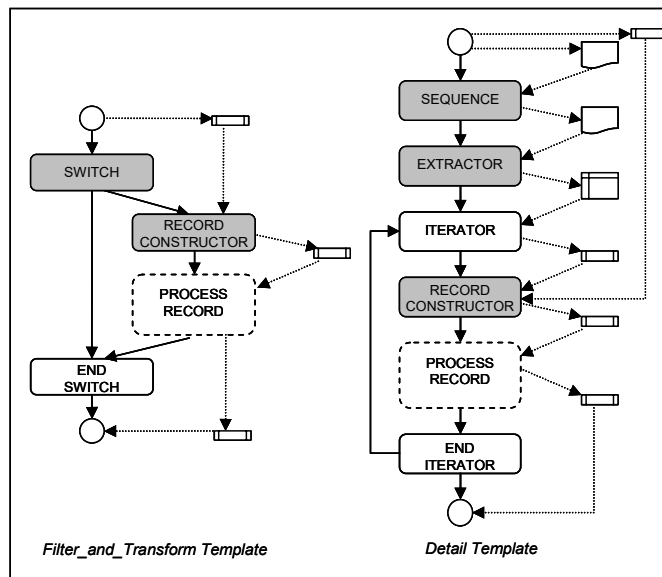 SWITCH
RECORD
CONSTRUCTOR
PROCESS
RECORD
END
SWITCH
Filter_and_Transform Template
SEQUENCE
EXTRACTOR
ITERATOR
RECORD
CONSTRUCTOR
PROCESS
RECORD
END
ITERATOR
Detail Template